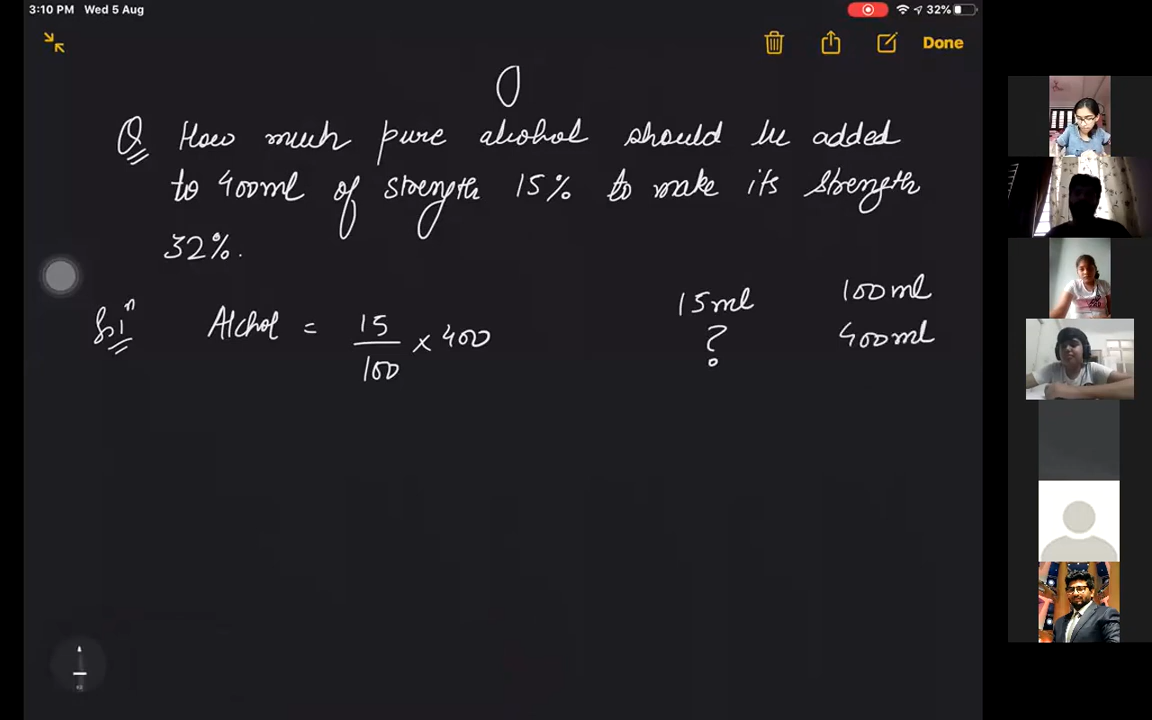 3:10 PM Wed 5 Aug
32%
Done
Q How much pure alcohol should be added
to 400ml of strength 15% to make its strength
32%.
Solⁿ Alchol = 15/100 × 400
15ml 100ml
? 400ml